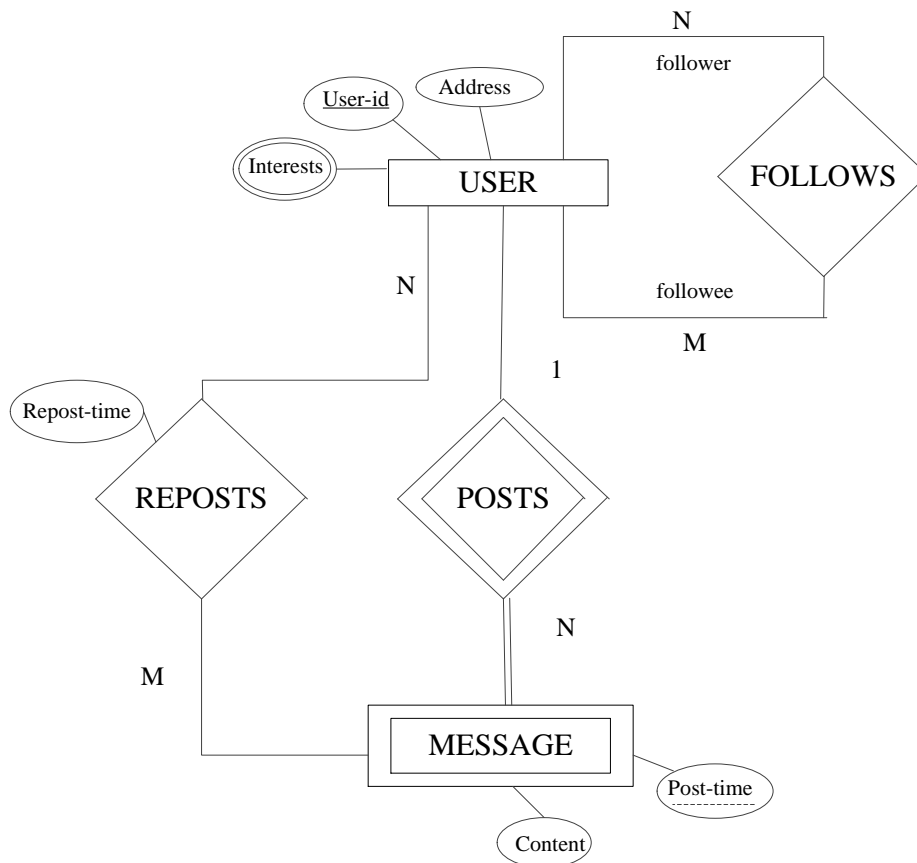 N
follower
User-id
Address
Interests
USER
FOLLOWS
N
followee
M
1
Repost-time
REPOSTS
POSTS
N
M
MESSAGE
Post-time
Content